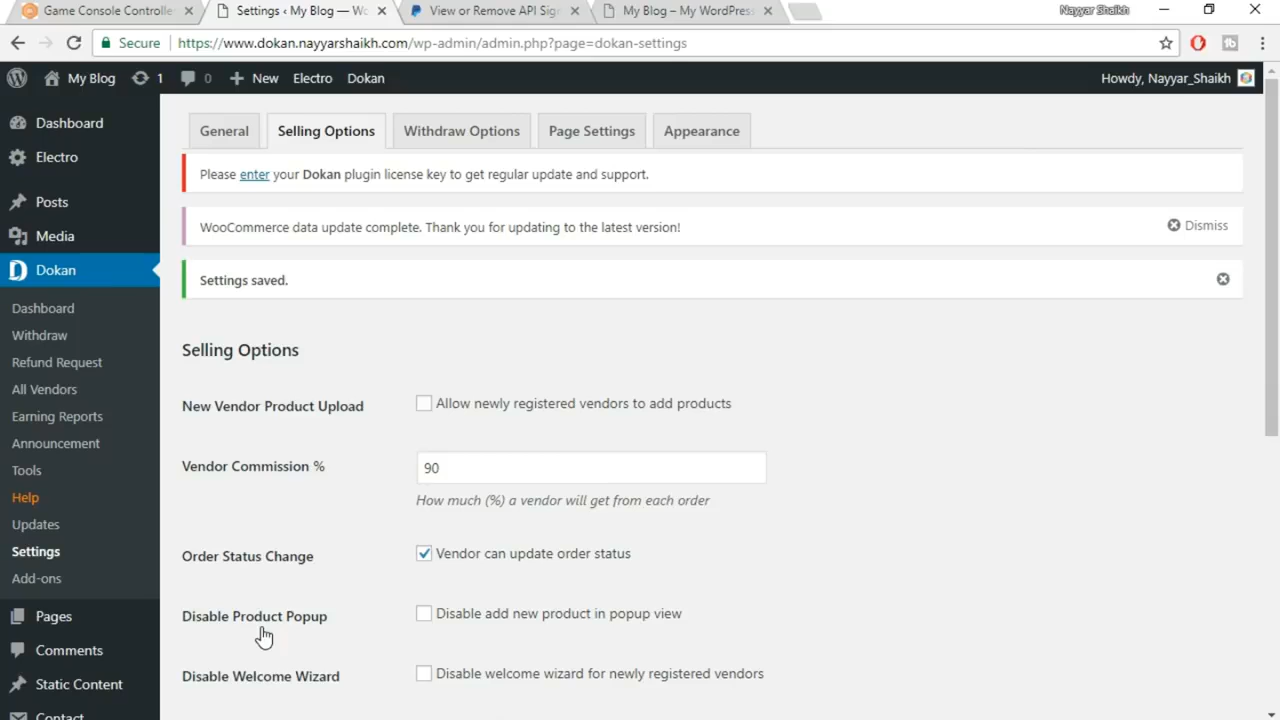 Game Console Controlle
Settings ‹ My Blog — Wo
View or Remove API Sig
My Blog – My WordPres
Nayyar Shaikh
Secure
https://www.dokan.nayyarshaikh.com/wp-admin/admin.php?page=dokan-settings
My Blog
1
0
New
Electro
Dokan
Howdy, Nayyar_Shaikh
Dashboard
Electro
Posts
Media
Dokan
Dashboard
Withdraw
Refund Request
All Vendors
Earning Reports
Announcement
Tools
Help
Updates
Settings
Add-ons
Pages
Comments
Static Content
Contact
General
Selling Options
Withdraw Options
Page Settings
Appearance
Please enter your Dokan plugin license key to get regular update and support.
WooCommerce data update complete. Thank you for updating to the latest version!
Dismiss
Settings saved.
Selling Options
New Vendor Product Upload
Allow newly registered vendors to add products
Vendor Commission %
90
How much (%) a vendor will get from each order
Order Status Change
Vendor can update order status
Disable Product Popup
Disable add new product in popup view
Disable Welcome Wizard
Disable welcome wizard for newly registered vendors